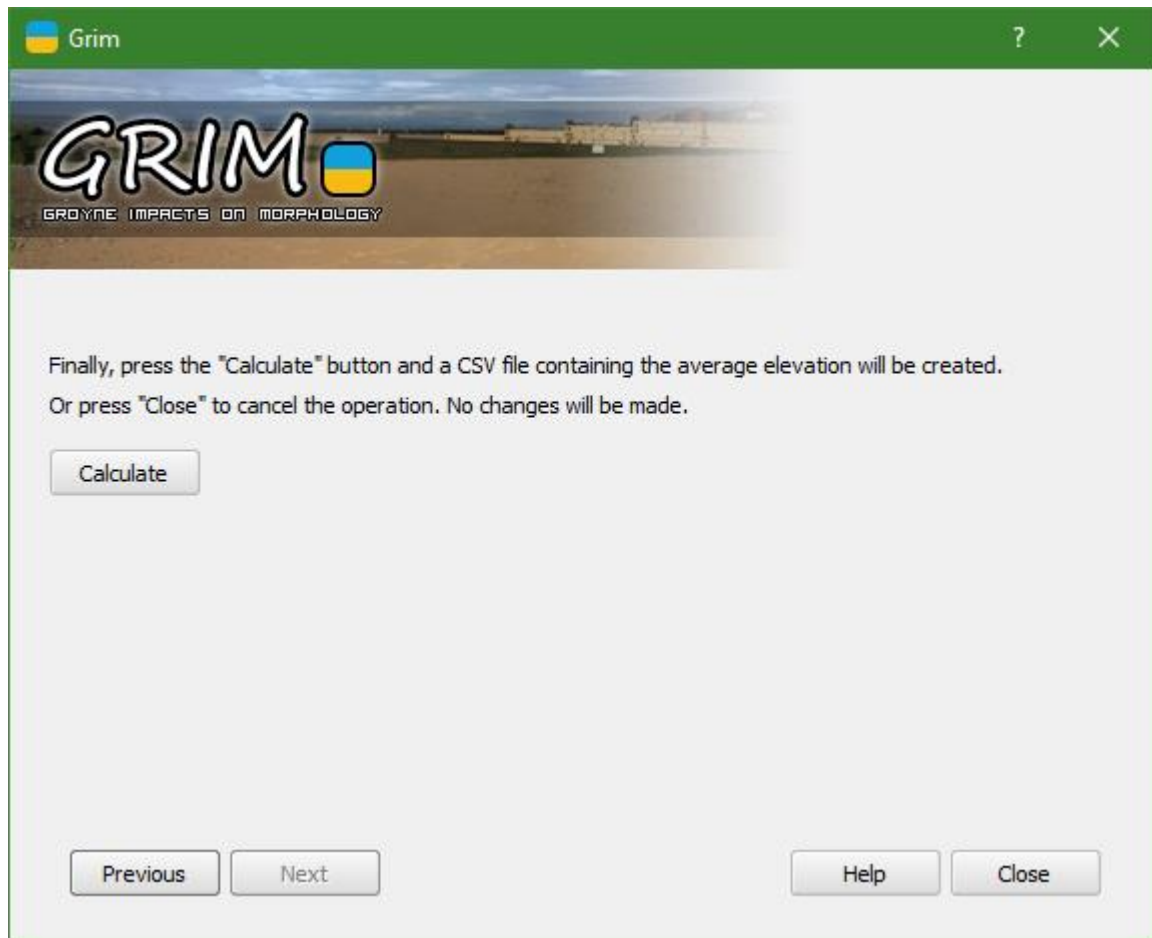 Grim
GRIM
GROYNE IMPACTS ON MORPHOLOGY
Finally, press the "Calculate" button and a CSV file containing the average elevation will be created.
Or press "Close" to cancel the operation. No changes will be made.
Calculate
Previous Next Help Close